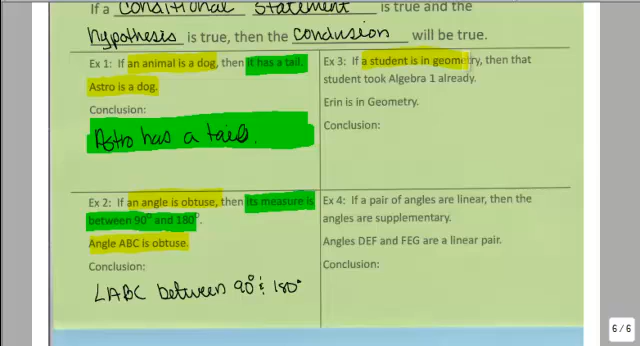 If a conditional statement is true and the
hypothesis is true, then the conclusion will be true.
Ex 1: If an animal is a dog, then it has a tail.
Astro is a dog.
Conclusion:
Astro has a tail.
Ex 3: If a student is in geometry, then that
student took Algebra 1 already.
Erin is in Geometry.
Conclusion:
Ex 2: If an angle is obtuse, then its measure is
between 90° and 180°.
Angle ABC is obtuse.
Conclusion:
∠ABC between 90° & 180°
Ex 4: If a pair of angles are linear, then the
angles are supplementary.
Angles DEF and FEG are a linear pair.
Conclusion:
6 / 6